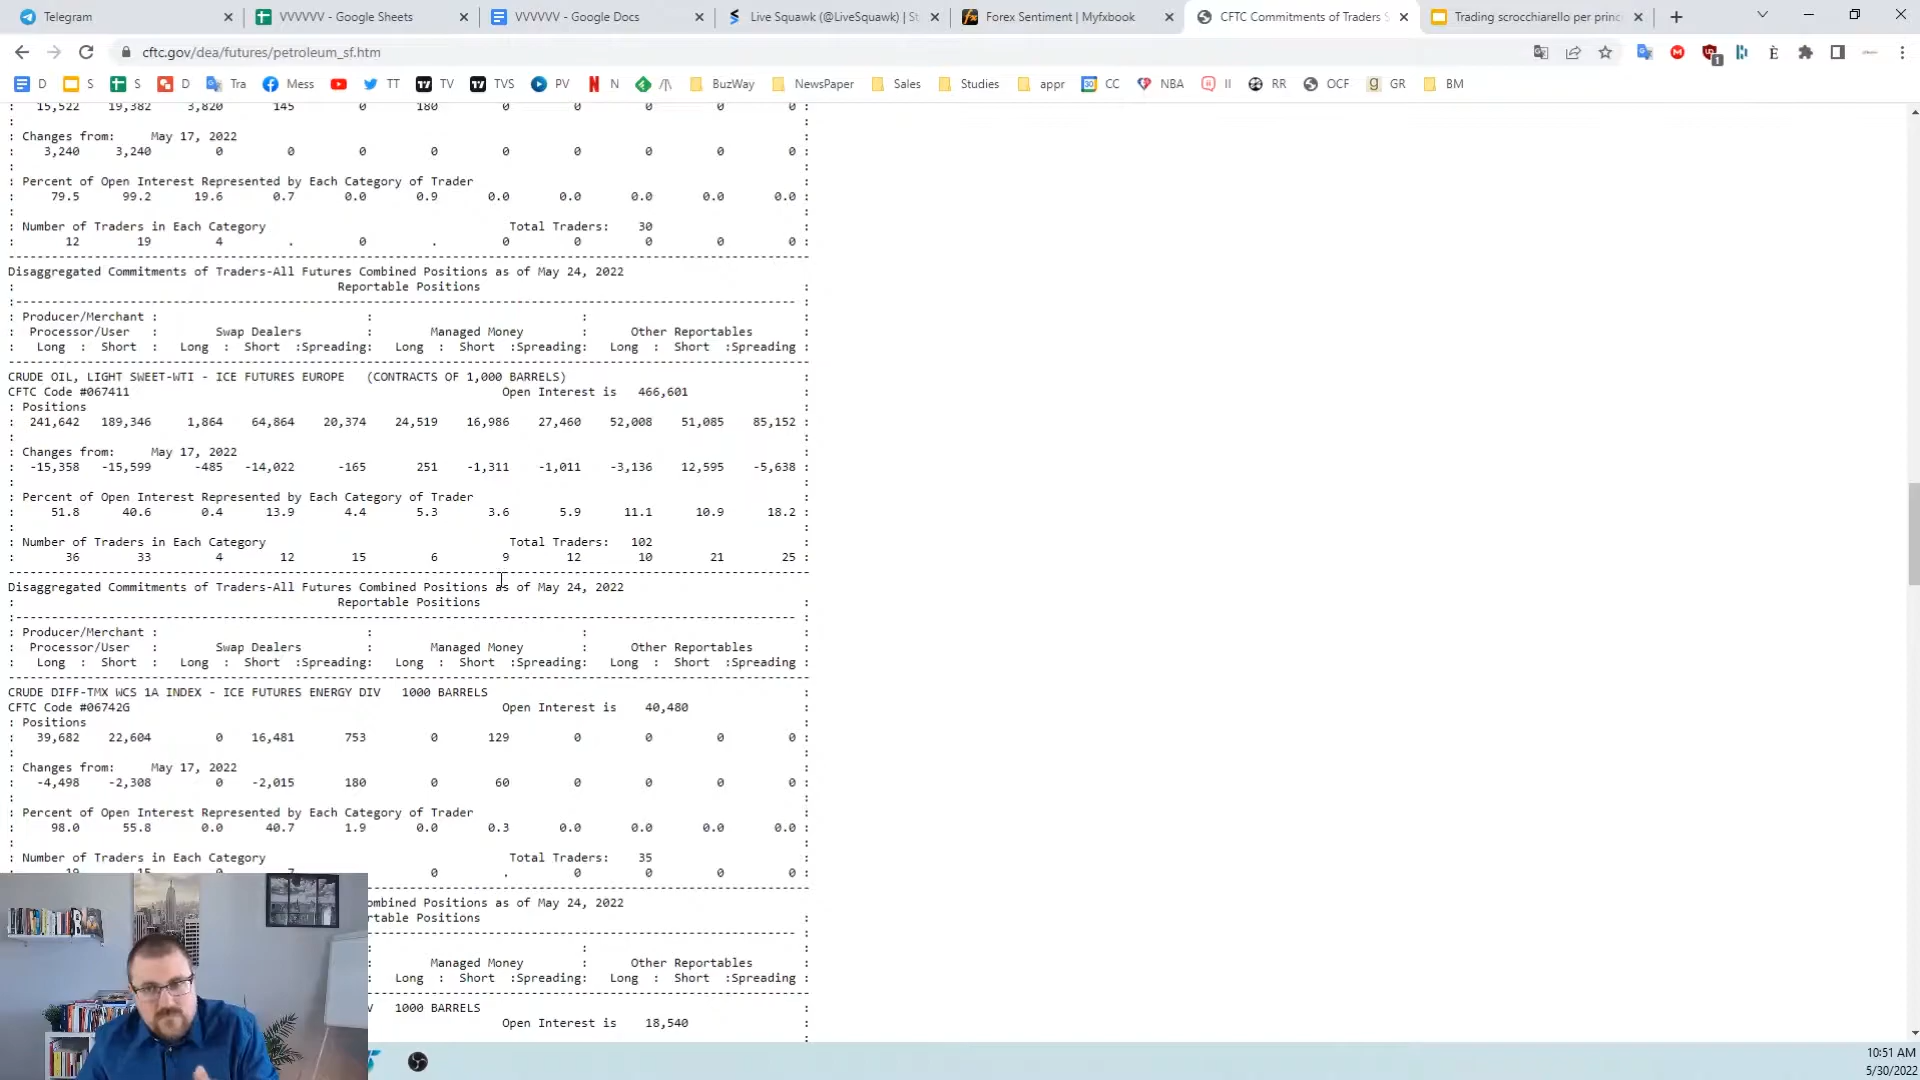 Telegram
VVVVVV - Google Sheets
VVVVVV - Google Docs
Live Squawk (@LiveSquawk) | St
Forex Sentiment | Myfxbook
CFTC Commitments of Traders S
Trading scrocchiarello per princ
cftc.gov/dea/futures/petroleum_sf.htm
D S S D Tra Mess TT TV TVS PV N BuzWay NewsPaper Sales Studies appr CC NBA II RR OCF GR BM
: 15,522 19,382 3,820 145 0 180 0 0 0 0 0 :
: :
: Changes from: May 17, 2022 :
: 3,240 3,240 0 0 0 0 0 0 0 0 0 :
: :
: Percent of Open Interest Represented by Each Category of Trader :
: 79.5 99.2 19.6 0.7 0.0 0.9 0.0 0.0 0.0 0.0 0.0 :
: :
: Number of Traders in Each Category Total Traders: 30 :
: 12 19 4 . 0 . 0 0 0 0 0 :
Disaggregated Commitments of Traders-All Futures Combined Positions as of May 24, 2022
: Reportable Positions :
: Producer/Merchant : : : :
: Processor/User : Swap Dealers : Managed Money : Other Reportables :
: Long : Short : Long : Short :Spreading: Long : Short :Spreading: Long : Short :Spreading :
CRUDE OIL, LIGHT SWEET-WTI - ICE FUTURES EUROPE (CONTRACTS OF 1,000 BARRELS) :
CFTC Code #067411 Open Interest is 466,601 :
: Positions :
: 241,642 189,346 1,864 64,864 20,374 24,519 16,986 27,460 52,008 51,085 85,152 :
: :
: Changes from: May 17, 2022 :
: -15,358 -15,599 -485 -14,022 -165 251 -1,311 -1,011 -3,136 12,595 -5,638 :
: :
: Percent of Open Interest Represented by Each Category of Trader :
: 51.8 40.6 0.4 13.9 4.4 5.3 3.6 5.9 11.1 10.9 18.2 :
: :
: Number of Traders in Each Category Total Traders: 102 :
: 36 33 4 12 15 6 9 12 10 21 25 :
Disaggregated Commitments of Traders-All Futures Combined Positions as of May 24, 2022
: Reportable Positions :
: Producer/Merchant : : : :
: Processor/User : Swap Dealers : Managed Money : Other Reportables :
: Long : Short : Long : Short :Spreading: Long : Short :Spreading: Long : Short :Spreading :
CRUDE DIFF-TMX WCS 1A INDEX - ICE FUTURES ENERGY DIV 1000 BARRELS :
CFTC Code #06742G Open Interest is 40,480 :
: Positions :
: 39,682 22,604 0 16,481 753 0 129 0 0 0 0 :
: :
: Changes from: May 17, 2022 :
: -4,498 -2,308 0 -2,015 180 0 60 0 0 0 0 :
: :
: Percent of Open Interest Represented by Each Category of Trader :
: 98.0 55.8 0.0 40.7 1.9 0.0 0.3 0.0 0.0 0.0 0.0 :
: :
: Number of Traders in Each Category Total Traders: 35 :
: 19 15 0 7 0 . 0 0 0 0 :
ombined Positions as of May 24, 2022
rtable Positions :
: : :
: Managed Money : Other Reportables :
: Long : Short :Spreading: Long : Short :Spreading :
V 1000 BARRELS :
Open Interest is 18,540 :
10:51 AM
5/30/2022